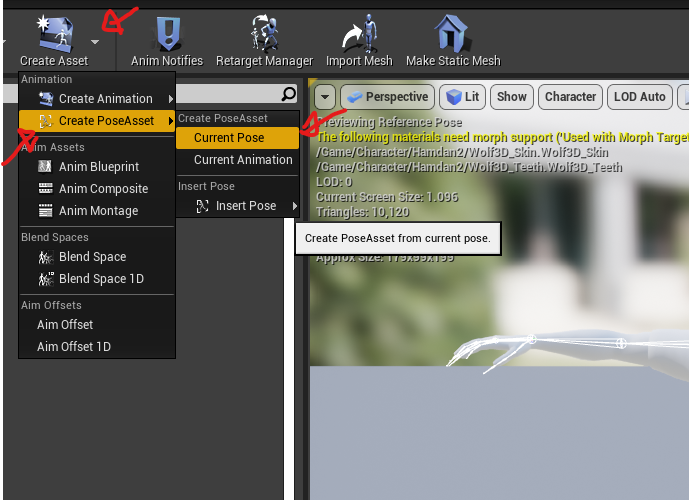 Create Asset
Anim Notifies
Retarget Manager
Import Mesh
Make Static Mesh
Animation
Create Animation
Create PoseAsset
Anim Assets
Anim Blueprint
Anim Composite
Anim Montage
Blend Spaces
Blend Space
Blend Space 1D
Aim Offsets
Aim Offset
Aim Offset 1D
Create PoseAsset
Current Pose
Current Animation
Insert Pose
Insert Pose
Perspective
Lit
Show
Character
LOD Auto
Previewing Reference Pose
The following materials need morph support ('Used with Morph Target
/Game/Character/Hamdan2/Wolf3D_Skin.Wolf3D_Skin
/Game/Character/Hamdan2/Wolf3D_Teeth.Wolf3D_Teeth
LOD: 0
Current Screen Size: 1.096
Triangles: 10,120
Create PoseAsset from current pose.
Approx Size: 179x99x199